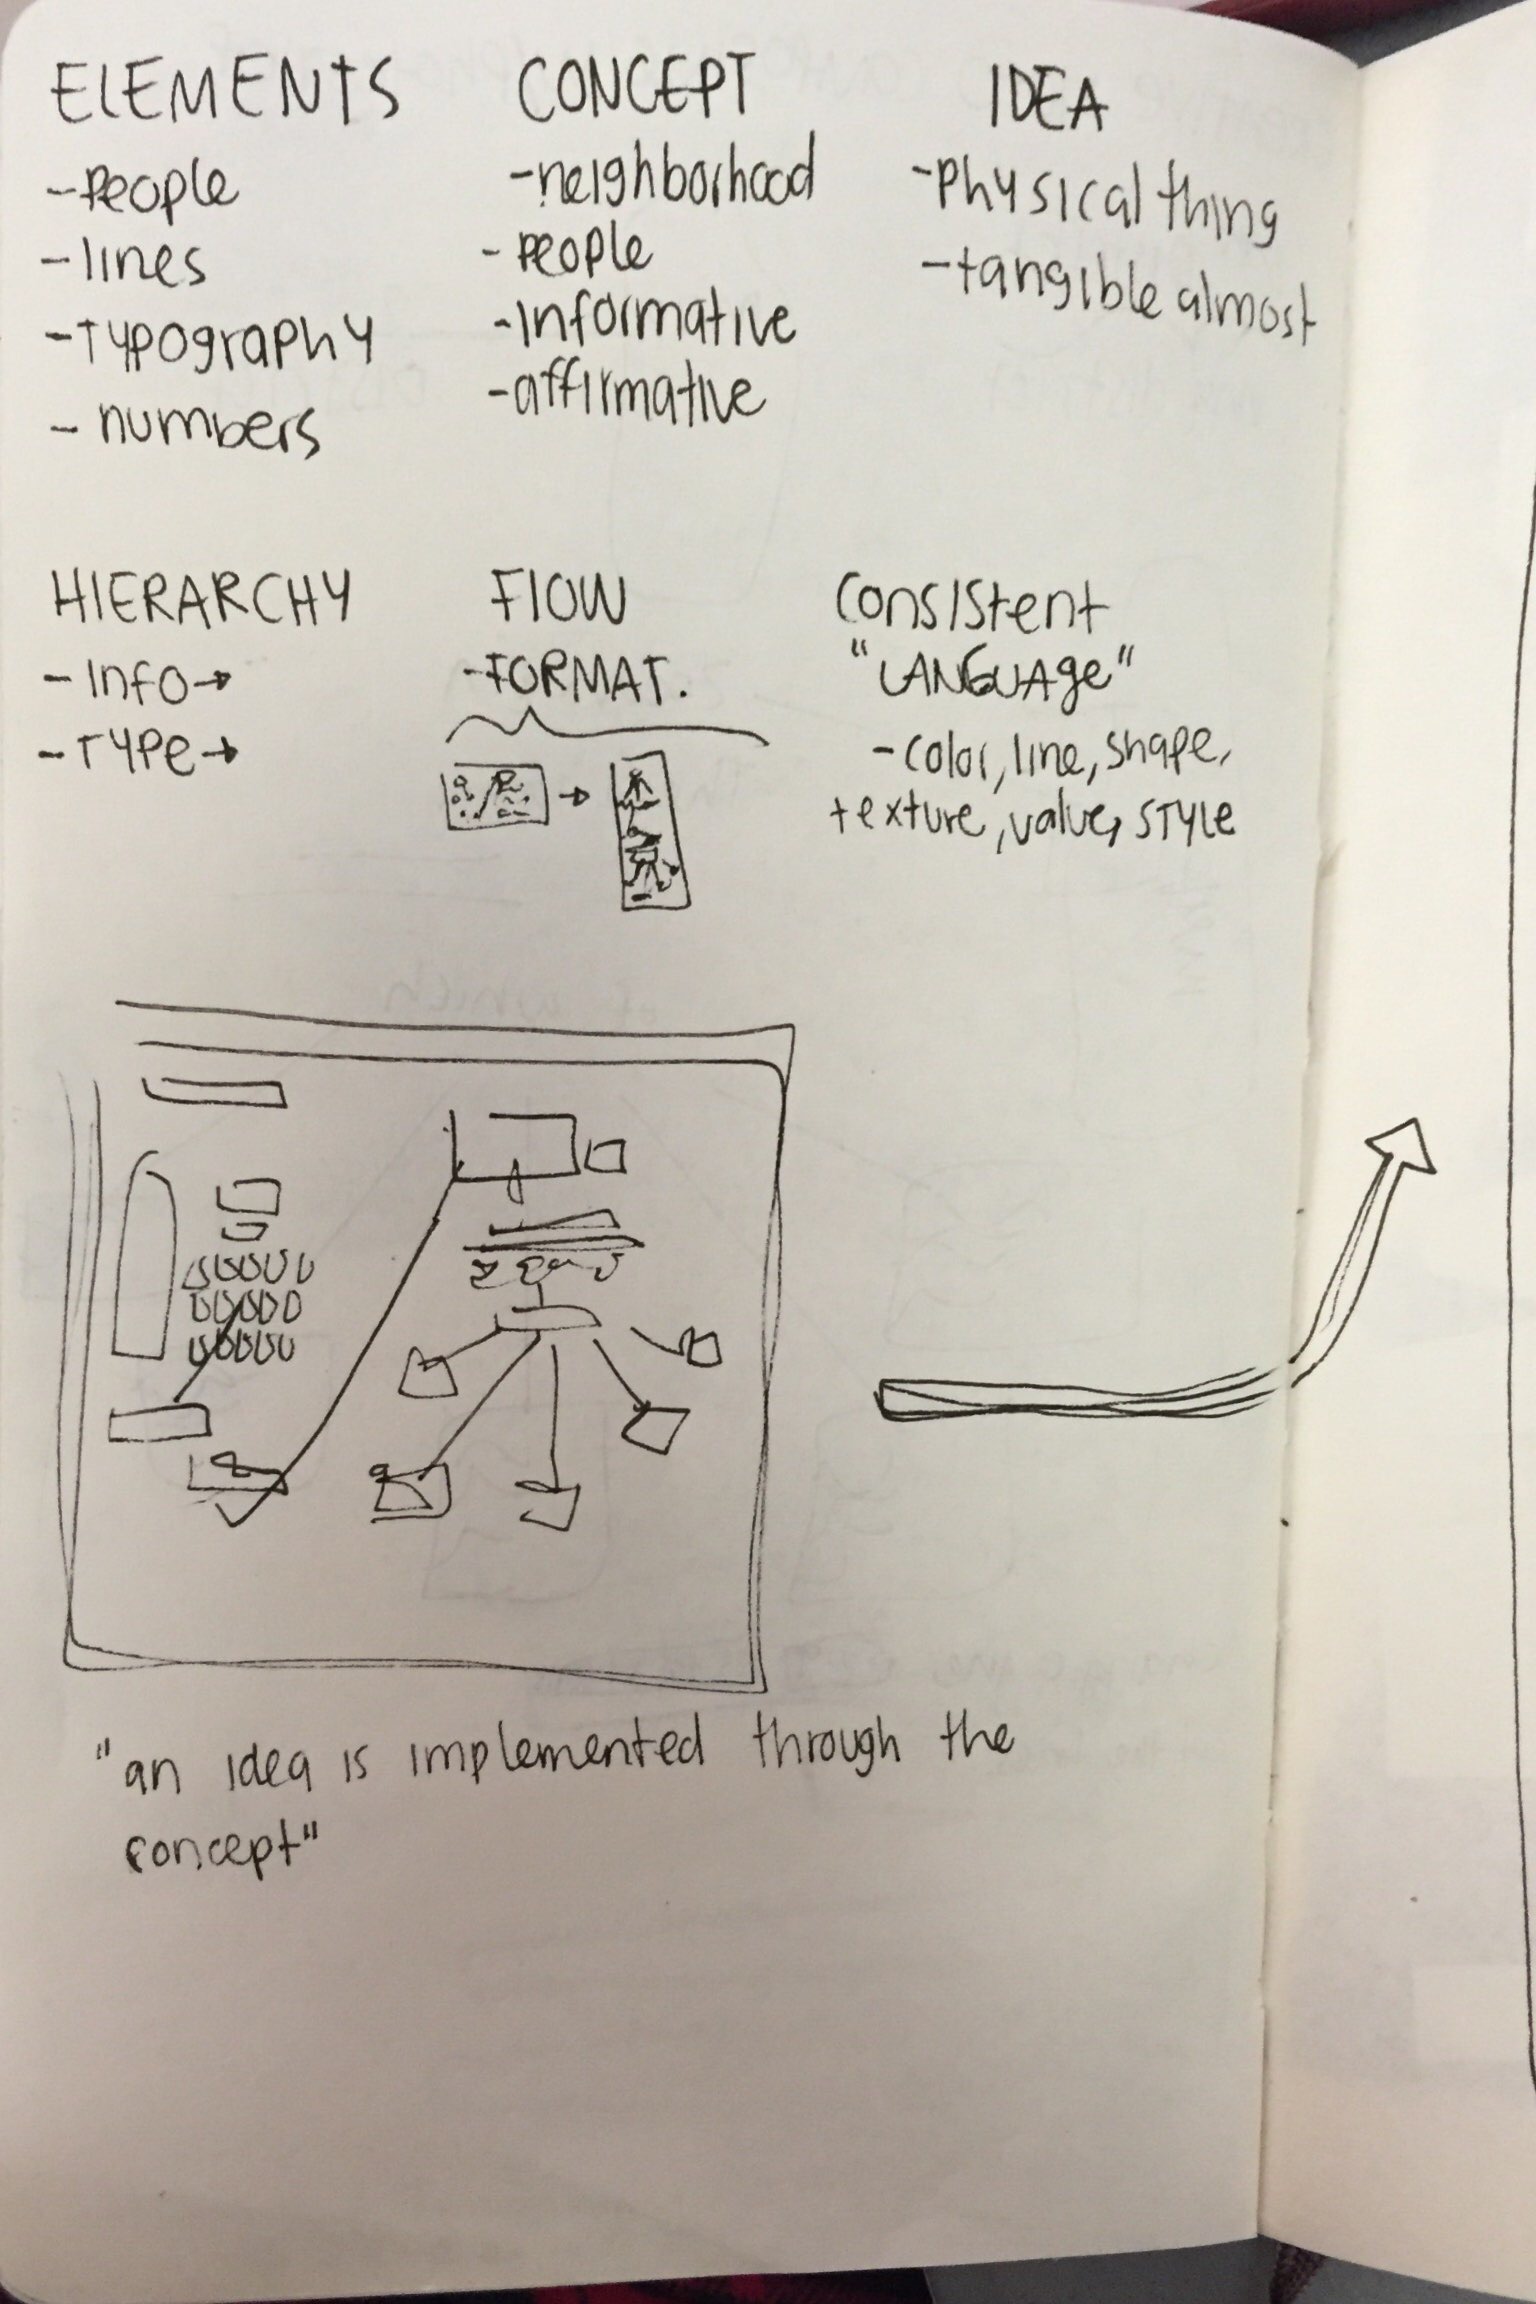 ELEMENTS
-People
-lines
-TYPOgraPHY
- numbers
CONCEPT
-neighborhood
- People
-Informative
-affirmative
IDEA
-PhYsical thing
-tangible almost
HIERARCHY
- Info→
- TYPe→
FlOW
-FORMAT.
Consistent
"LANGUAge"
-color, line, shape,
texture, value, STYLe
"an idea is implemented through the
concept"